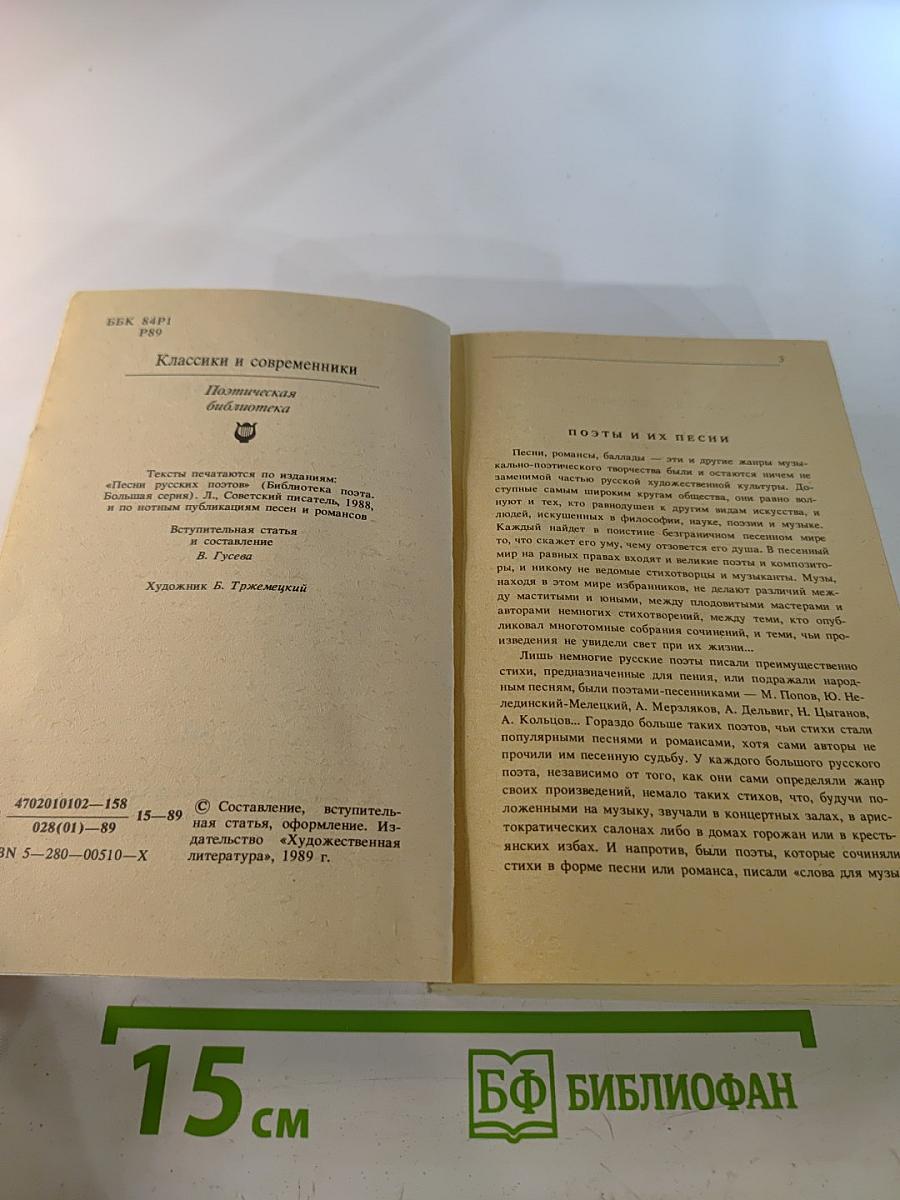 ББК 84Р1
Р89
Классики и современники
Поэтическая
библиотека
Тексты печатаются по изданиям:
«Песни русских поэтов» (Библиотека поэта.
Большая серия). Л., Советский писатель, 1988,
и по нотным публикациям песен и романсов
Вступительная статья
и составление
В. Гусева
Художник Б. Тржемецкий
4702010102—158
028(01)—89
15—89
BN 5—280—00510—X
© Составление, вступитель-
ная статья, оформление. Из-
дательство «Художественная
литература», 1989 г.
3
ПОЭТЫ И ИХ ПЕСНИ
Песни, романсы, баллады — эти и другие жанры музы-
кально-поэтического творчества были и остаются ничем не
заменимой частью русской художественной культуры. До-
ступные самым широким кругам общества, они равно вол-
нуют и тех, кто равнодушен к другим видам искусства, и
людей, искушенных в философии, науке, поэзии и музыке.
Каждый найдет в поистине безграничном песенном мире
то, что скажет его уму, чему отзовется его душа. В песенный
мир на равных правах входят и великие поэты и композито-
ры, и никому не ведомые стихотворцы и музыканты. Музы,
находя в этом мире избранников, не делают различий меж-
ду маститыми и юными, между плодовитыми мастерами и
авторами немногих стихотворений, между теми, кто опуб-
ликовал многотомные собрания сочинений, и теми, чьи про-
изведения не увидели свет при их жизни...
Лишь немногие русские поэты писали преимущественно
стихи, предназначенные для пения, или подражали народ-
ным песням, были поэтами-песенниками — М. Попов, Ю. Не-
лединский-Мелецкий, А. Мерзляков, А. Дельвиг, Н. Цыганов,
А. Кольцов... Гораздо больше таких поэтов, чьи стихи стали
популярными песнями и романсами, хотя сами авторы не
прочили им песенную судьбу. У каждого большого русского
поэта, независимо от того, как они сами определяли жанр
своих произведений, немало таких стихов, что, будучи по-
ложенными на музыку, звучали в концертных залах, в арис-
тократических салонах либо в домах горожан или в кресть-
янских избах. И напротив, были поэты, которые сочиняли
стихи в форме песни или романса, писали «слова для музы
15 см
БФ БИБЛИОФАН